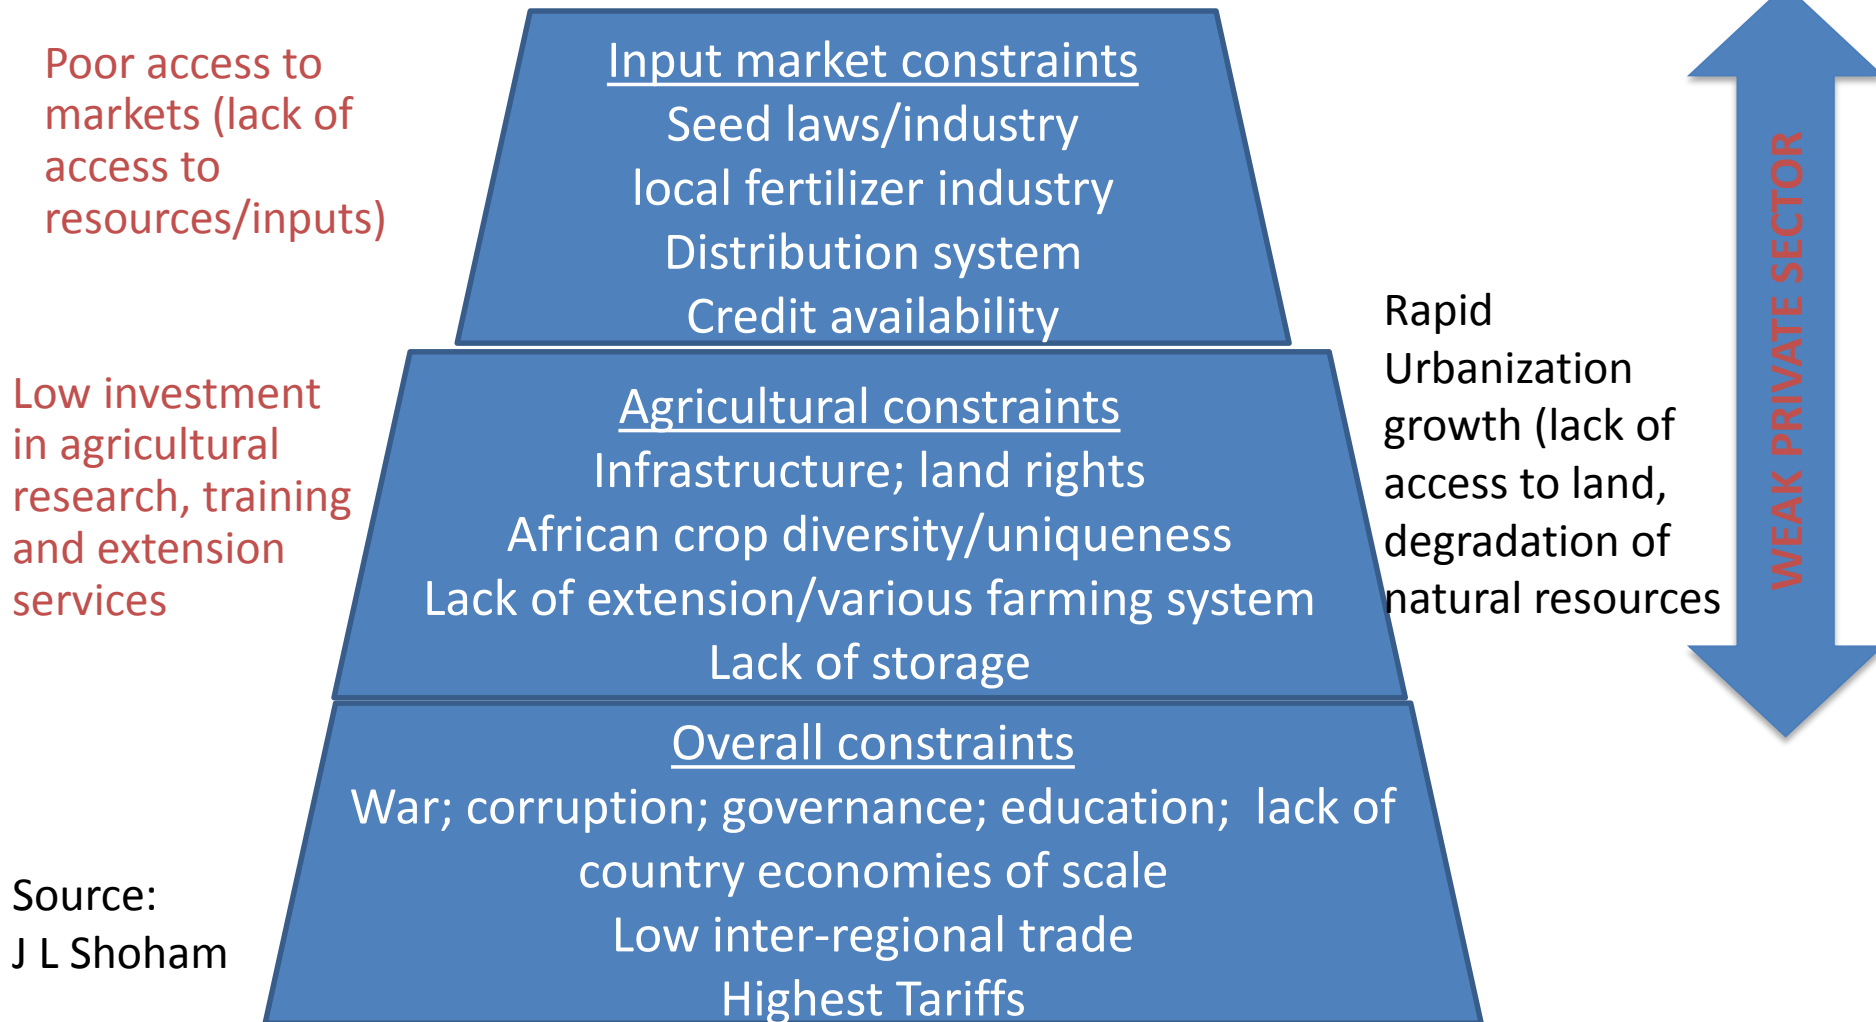 Poor access to
markets (lack of
access to
resources/inputs)
Low investment
in agricultural
research, training
and extension
services
Source:
J L Shoham
Input market constraints
Seed laws/industry
local fertilizer industry
Distribution system
Credit availability
Agricultural constraints
Infrastructure; land rights
African crop diversity/uniqueness
Lack of extension/various farming system
Lack of storage
Overall constraints
War; corruption; governance; education;  lack of
country economies of scale
Low inter-regional trade
Highest Tariffs
Rapid
Urbanization
growth (lack of
access to land,
degradation of
natural resources
WEAK PRIVATE SECTOR